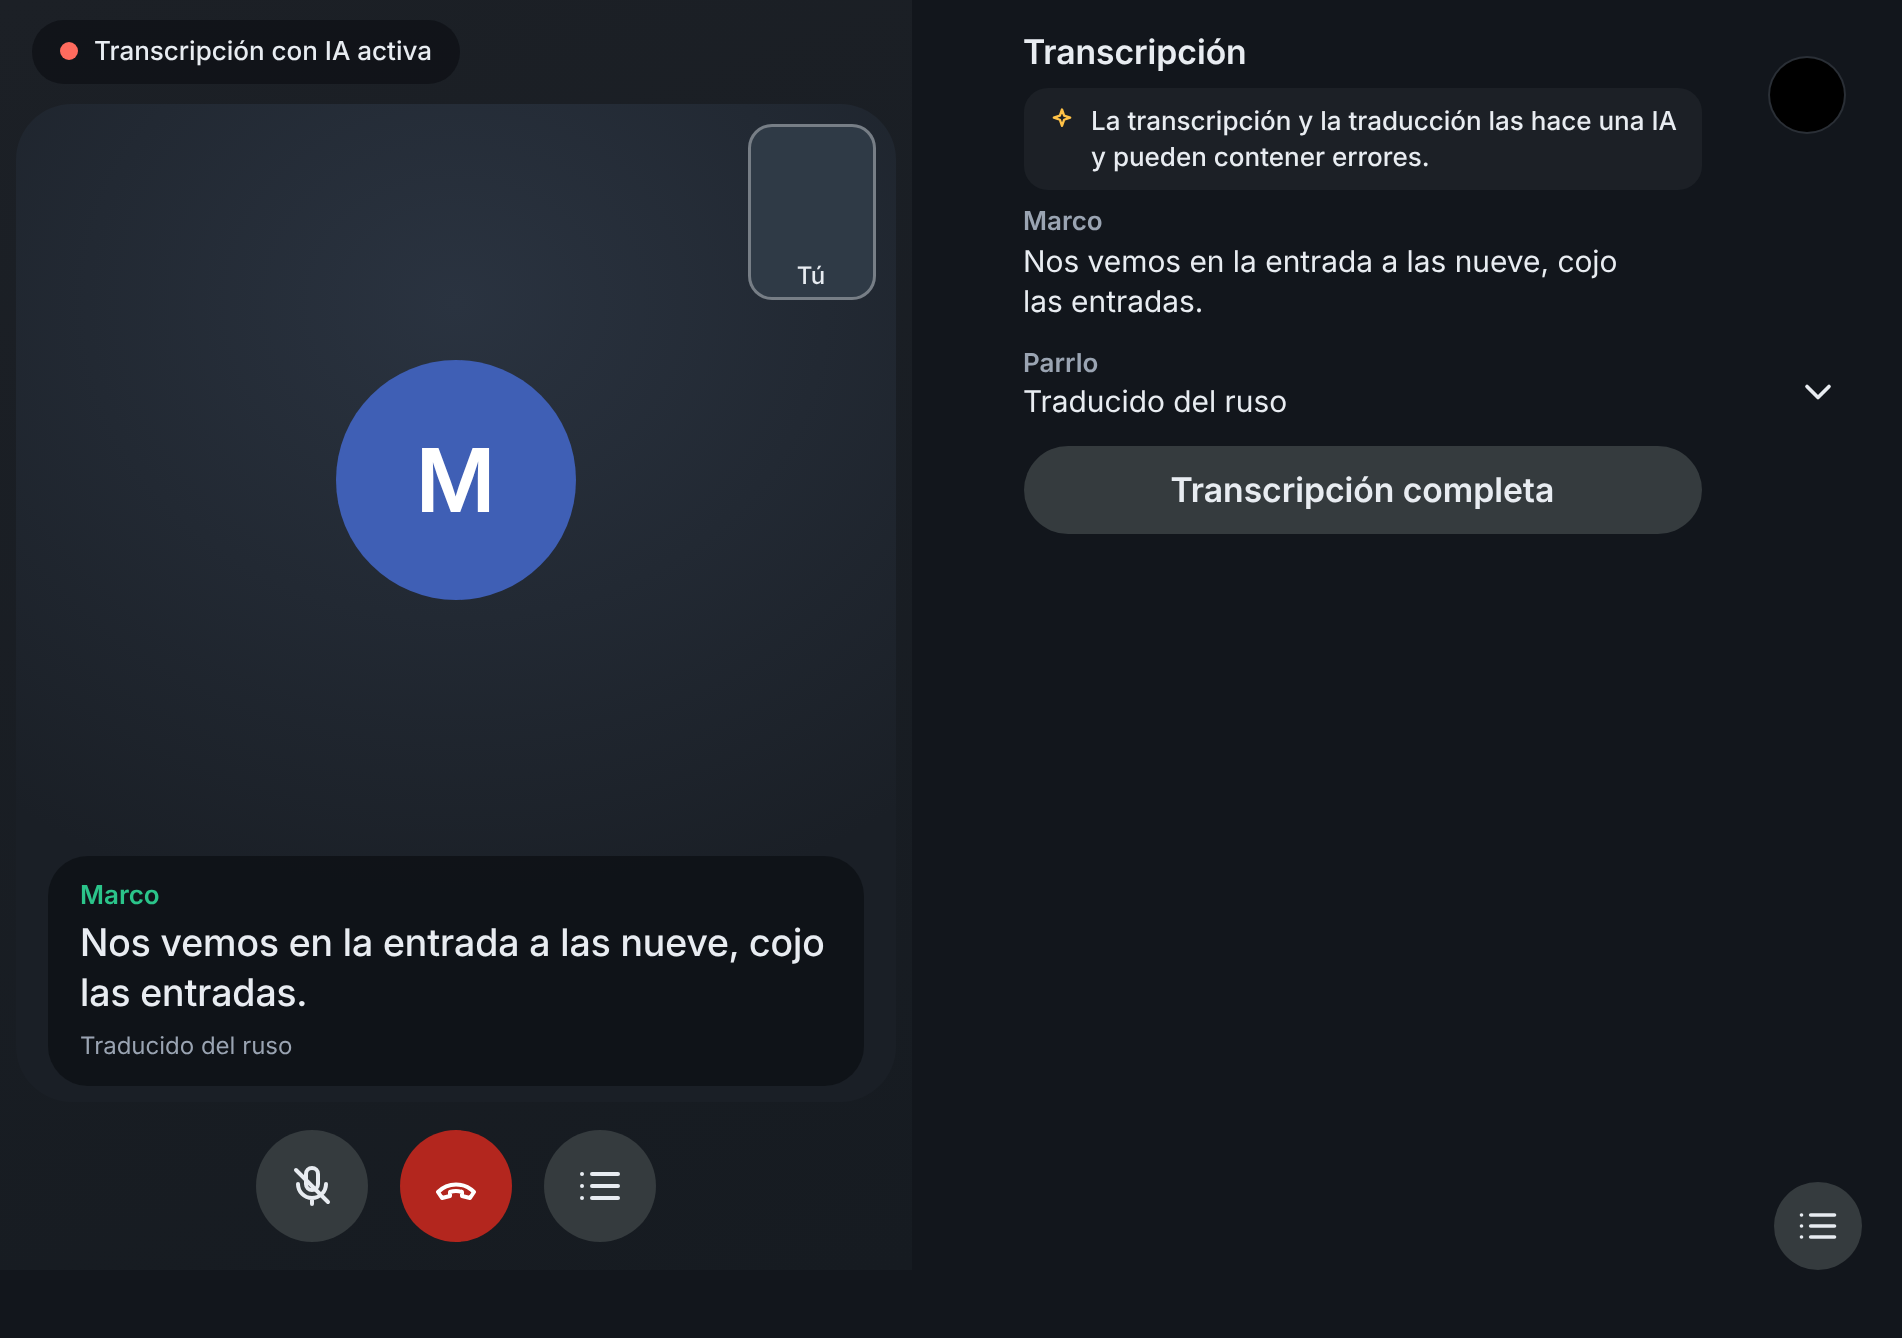 Transcripción con IA activa
Tú
M
Marco
Nos vemos en la entrada a las nueve, cojo
las entradas.
Traducido del ruso
Transcripción
La transcripción y la traducción las hace una IA
y pueden contener errores.
Marco
Nos vemos en la entrada a las nueve, cojo
las entradas.
Parrlo
Traducido del ruso
Transcripción completa